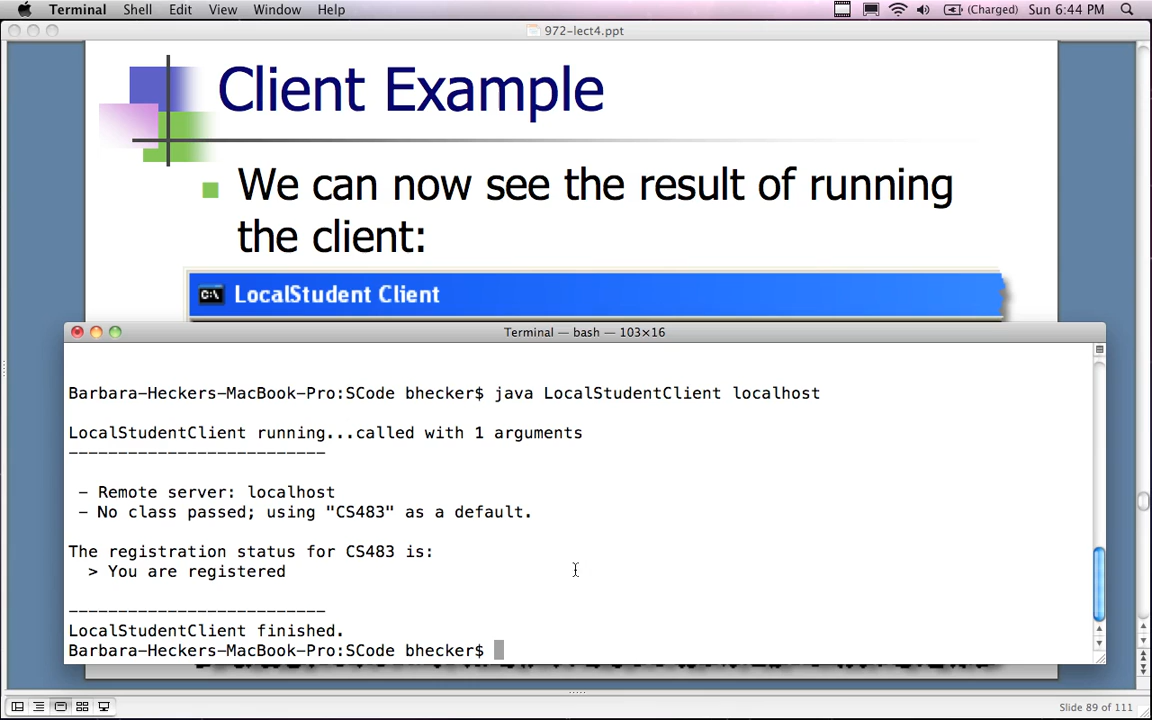 Terminal Shell Edit View Window Help (Charged) Sun 6:44 PM
972-lect4.ppt
Client Example
We can now see the result of running
the client:
C:\ LocalStudent Client
Terminal — bash — 103×16
Barbara-Heckers-MacBook-Pro:SCode bhecker$ java LocalStudentClient localhost
LocalStudentClient running...called with 1 arguments
--------------------------
- Remote server: localhost
- No class passed; using "CS483" as a default.
The registration status for CS483 is:
> You are registered
--------------------------
LocalStudentClient finished.
Barbara-Heckers-MacBook-Pro:SCode bhecker$
Slide 89 of 111